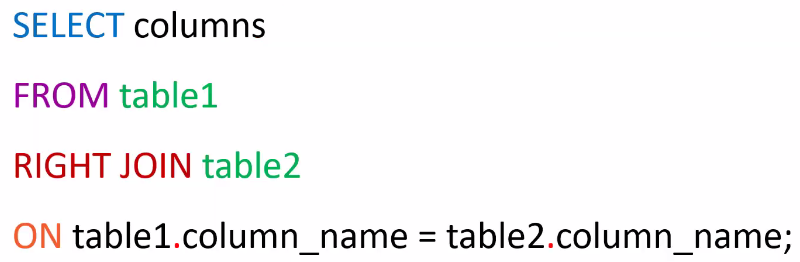 SELECT columns
FROM table1
RIGHT JOIN table2
ON table1.column_name = table2.column_name;